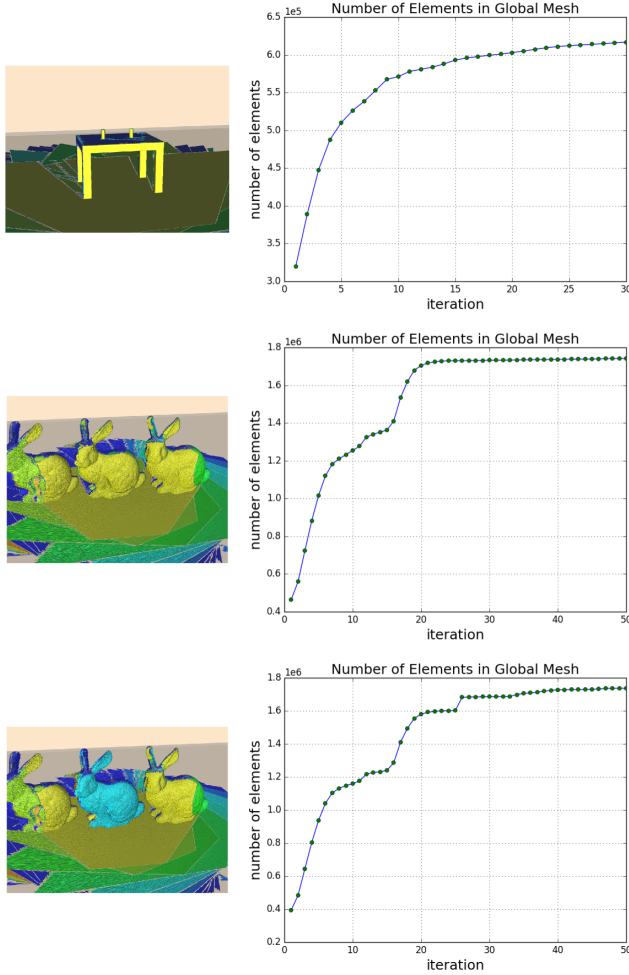 Number of Elements in Global Mesh
1e5
6.5
6.0
5.5
5.0
4.5
4.0
3.5
3.0
number of elements
0 5 10 15 20 25 30
iteration
Number of Elements in Global Mesh
1e6
1.8
1.6
1.4
1.2
1.0
0.8
0.6
0.4
number of elements
0 10 20 30 40 50
iteration
Number of Elements in Global Mesh
1e6
1.8
1.6
1.4
1.2
1.0
0.8
0.6
0.4
0.2
number of elements
0 10 20 30 40 50
iteration